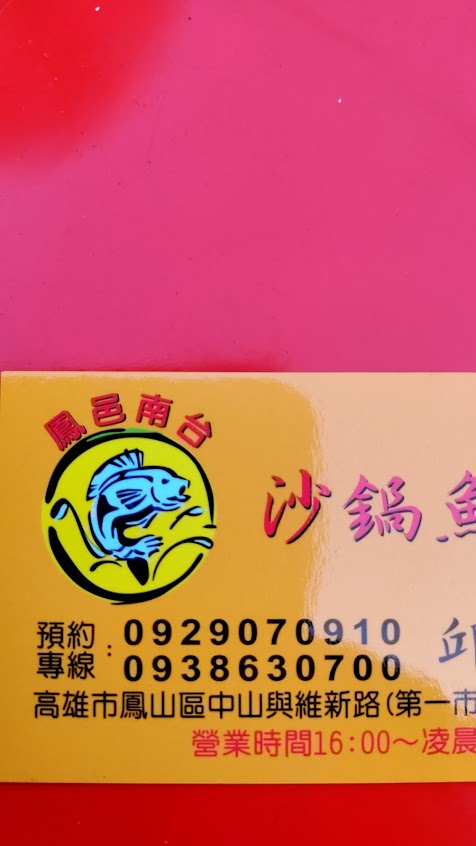 鳳邑南台
沙鍋魚
預約專線: 0929070910
0938630700
邱
高雄市鳳山區中山與維新路(第一市
營業時間16:00~凌晨